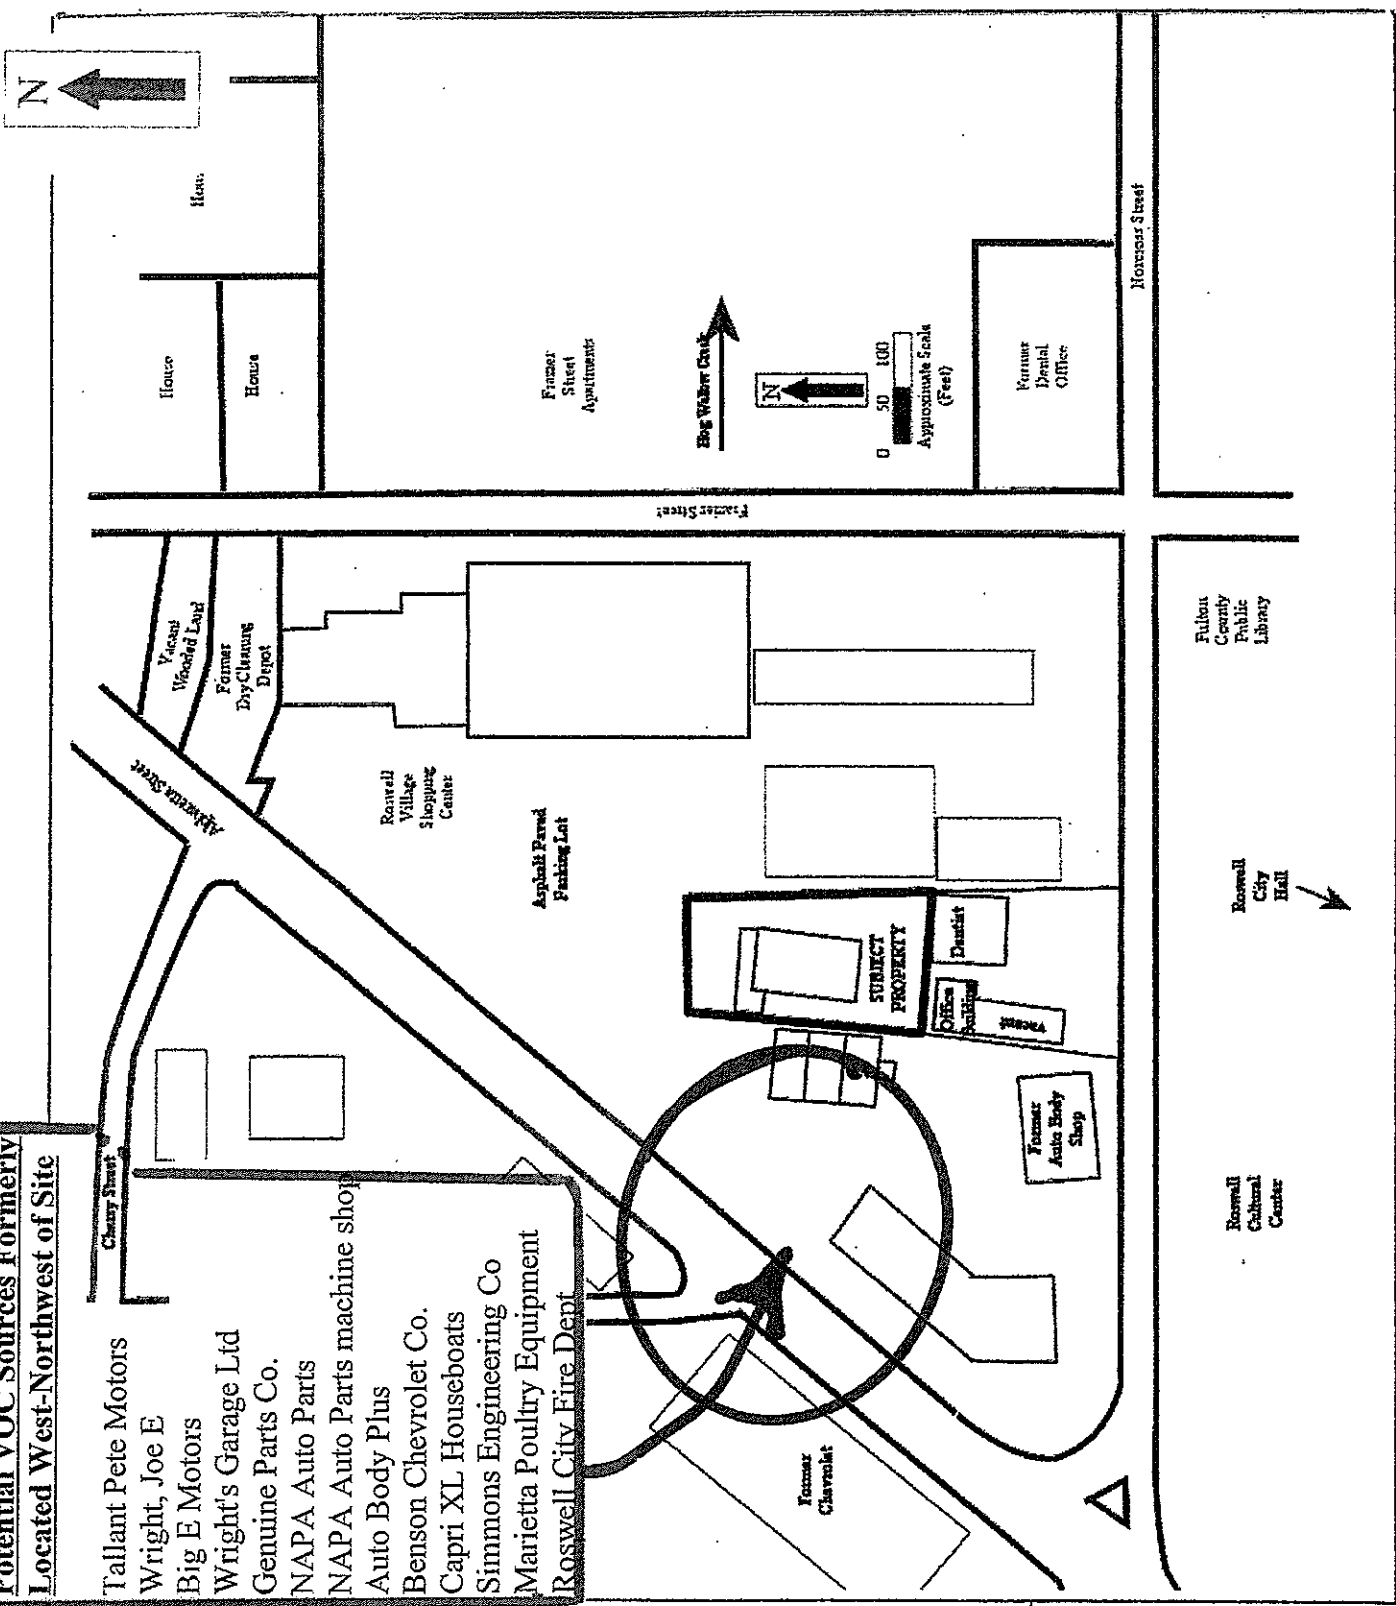 Potential VOC Sources Formerly
Located West-Northwest of Site
Tallant Pete Motors
Wright, Joe E
Big E Motors
Wright's Garage Ltd
Genuine Parts Co.
NAPA Auto Parts
NAPA Auto Parts machine shop
Auto Body Plus
Benson Chevrolet Co.
Capri XL Houseboats
Simmons Engineering Co
Marietta Poultry Equipment
Roswell City Fire Dept
N
Cherry Street
Alpharetta Street
Vacant
Wooded Land
Former
Dry Cleaning
Depot
House
House
Roswell
Village
Shopping
Center
Asphalt Paved
Parking Lot
Frazier Street
Frazier
Street
Apartments
Hog Wallow Creek
N
0 50 100
Approximate Scale
(Feet)
Former
Dental
Office
Norcross Street
SUBJECT
PROPERTY
Dentist
Office
Building
Vacant
Former
Auto Body
Shop
Former
Chevrolet
Roswell
Cultural
Center
Roswell
City
Hall
Fulton
County
Public
Library